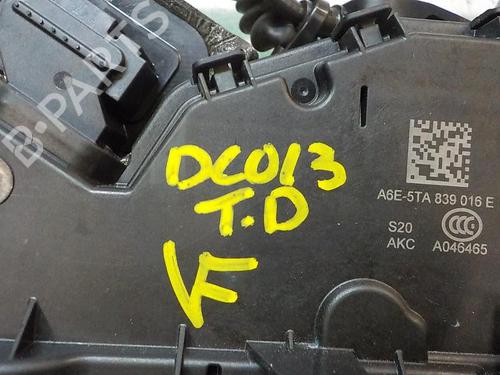 B-PARTS
DC013
T.D
VF
A6E-5TA 839 016 E
S20
AKC A046465